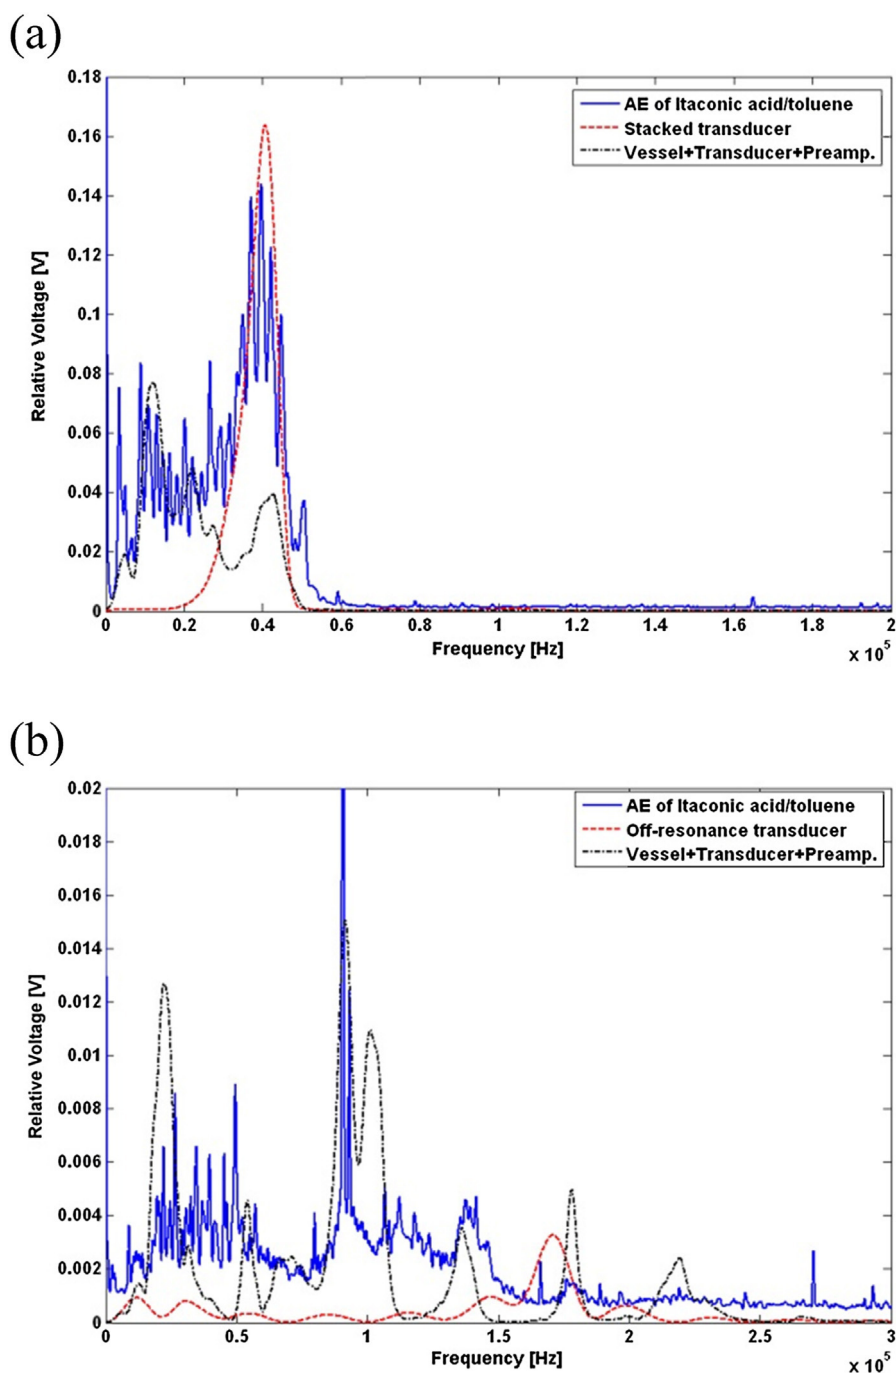 (a)
0.18
0.16
0.14
0.12
0.1
0.08
0.06
0.04
0.02
0
Relative Voltage [V]
AE of Itaconic acid/toluene
Stacked transducer
Vessel+Transducer+Preamp.
0 0.2 0.4 0.6 0.8 1 1.2 1.4 1.6 1.8 2
Frequency [Hz]
x 10^5
(b)
0.02
0.018
0.016
0.014
0.012
0.01
0.008
0.006
0.004
0.002
0
Relative Voltage [V]
AE of Itaconic acid/toluene
Off-resonance transducer
Vessel+Transducer+Preamp.
0 0.5 1 1.5 2 2.5 3
Frequency [Hz]
x 10^5